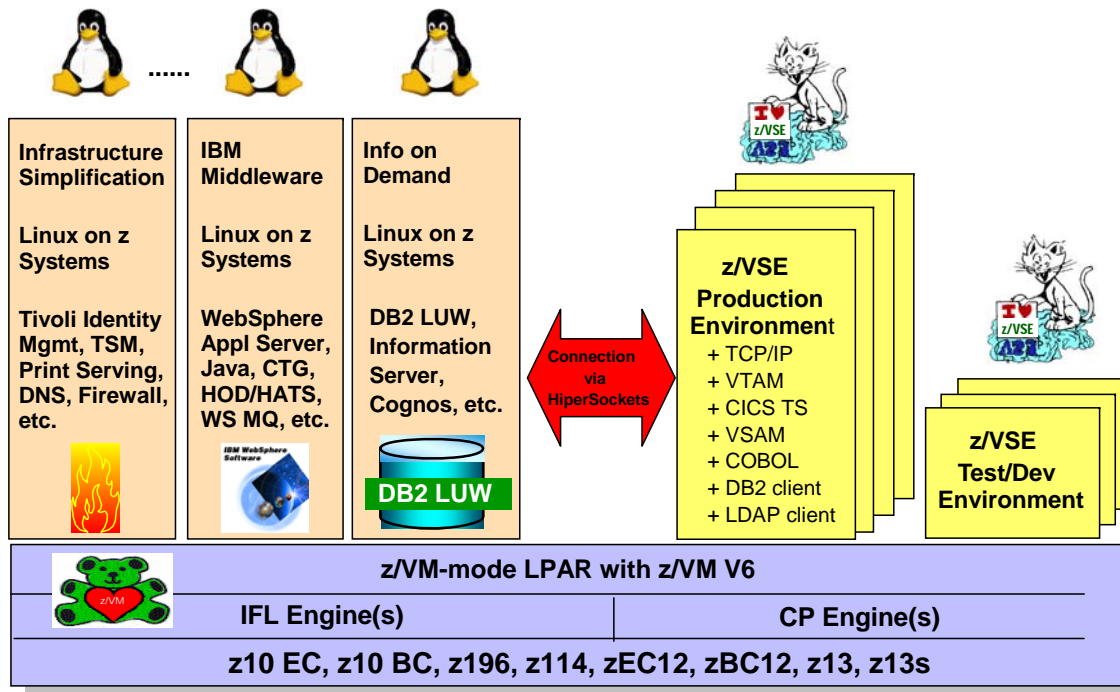 ......
Infrastructure
Simplification
Linux on z
Systems
Tivoli Identity
Mgmt, TSM,
Print Serving,
DNS, Firewall,
etc.
IBM
Middleware
Linux on z
Systems
WebSphere
Appl Server,
Java, CTG,
HOD/HATS,
WS MQ, etc.
IBM WebSphere
Software
Info on
Demand
Linux on z
Systems
DB2 LUW,
Information
Server,
Cognos, etc.
DB2 LUW
Connection
via
HiperSockets
I ♥
z/VSE
z/VSE
Production
Environment
+ TCP/IP
+ VTAM
+ CICS TS
+ VSAM
+ COBOL
+ DB2 client
+ LDAP client
I ♥
z/VSE
z/VSE
Test/Dev
Environment
z/VM
z/VM-mode LPAR with z/VM V6
IFL Engine(s)
CP Engine(s)
z10 EC, z10 BC, z196, z114, zEC12, zBC12, z13, z13s